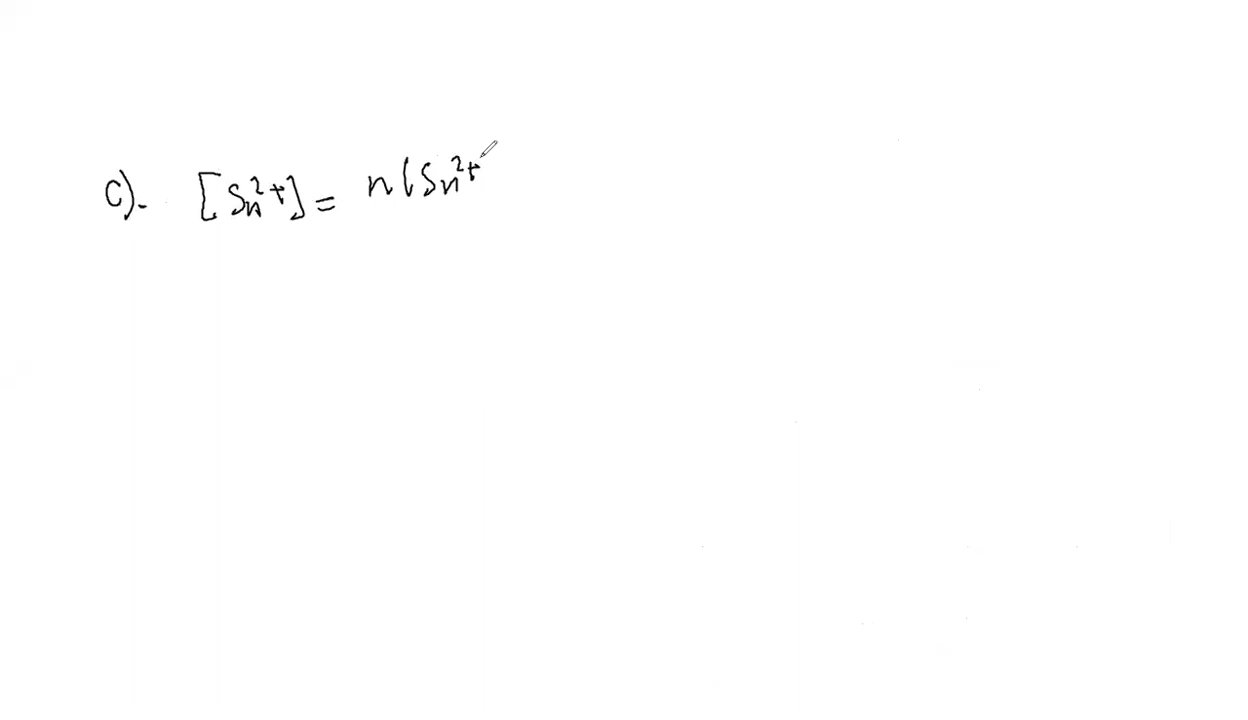 c). [Sn²⁺] = n(Sn²⁺